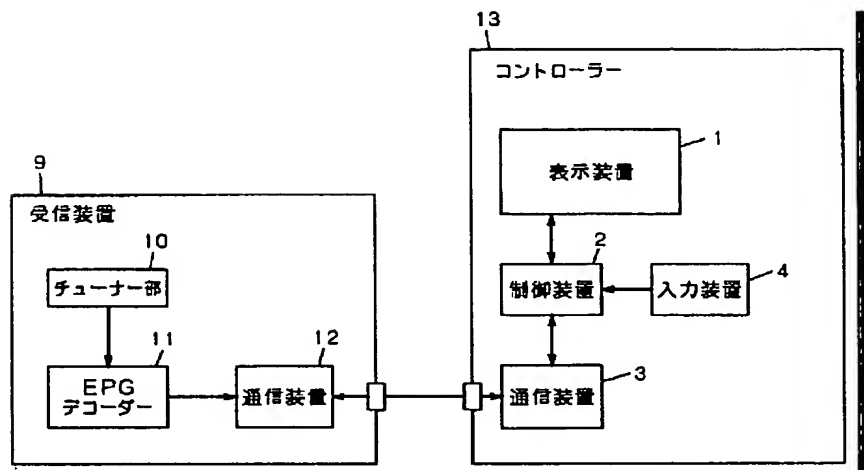 13
コントローラー
1
表示装置
9
受信装置
10
チューナー部
2
制御装置
4
入力装置
11
EPG
デコーダー
12
通信装置
3
通信装置